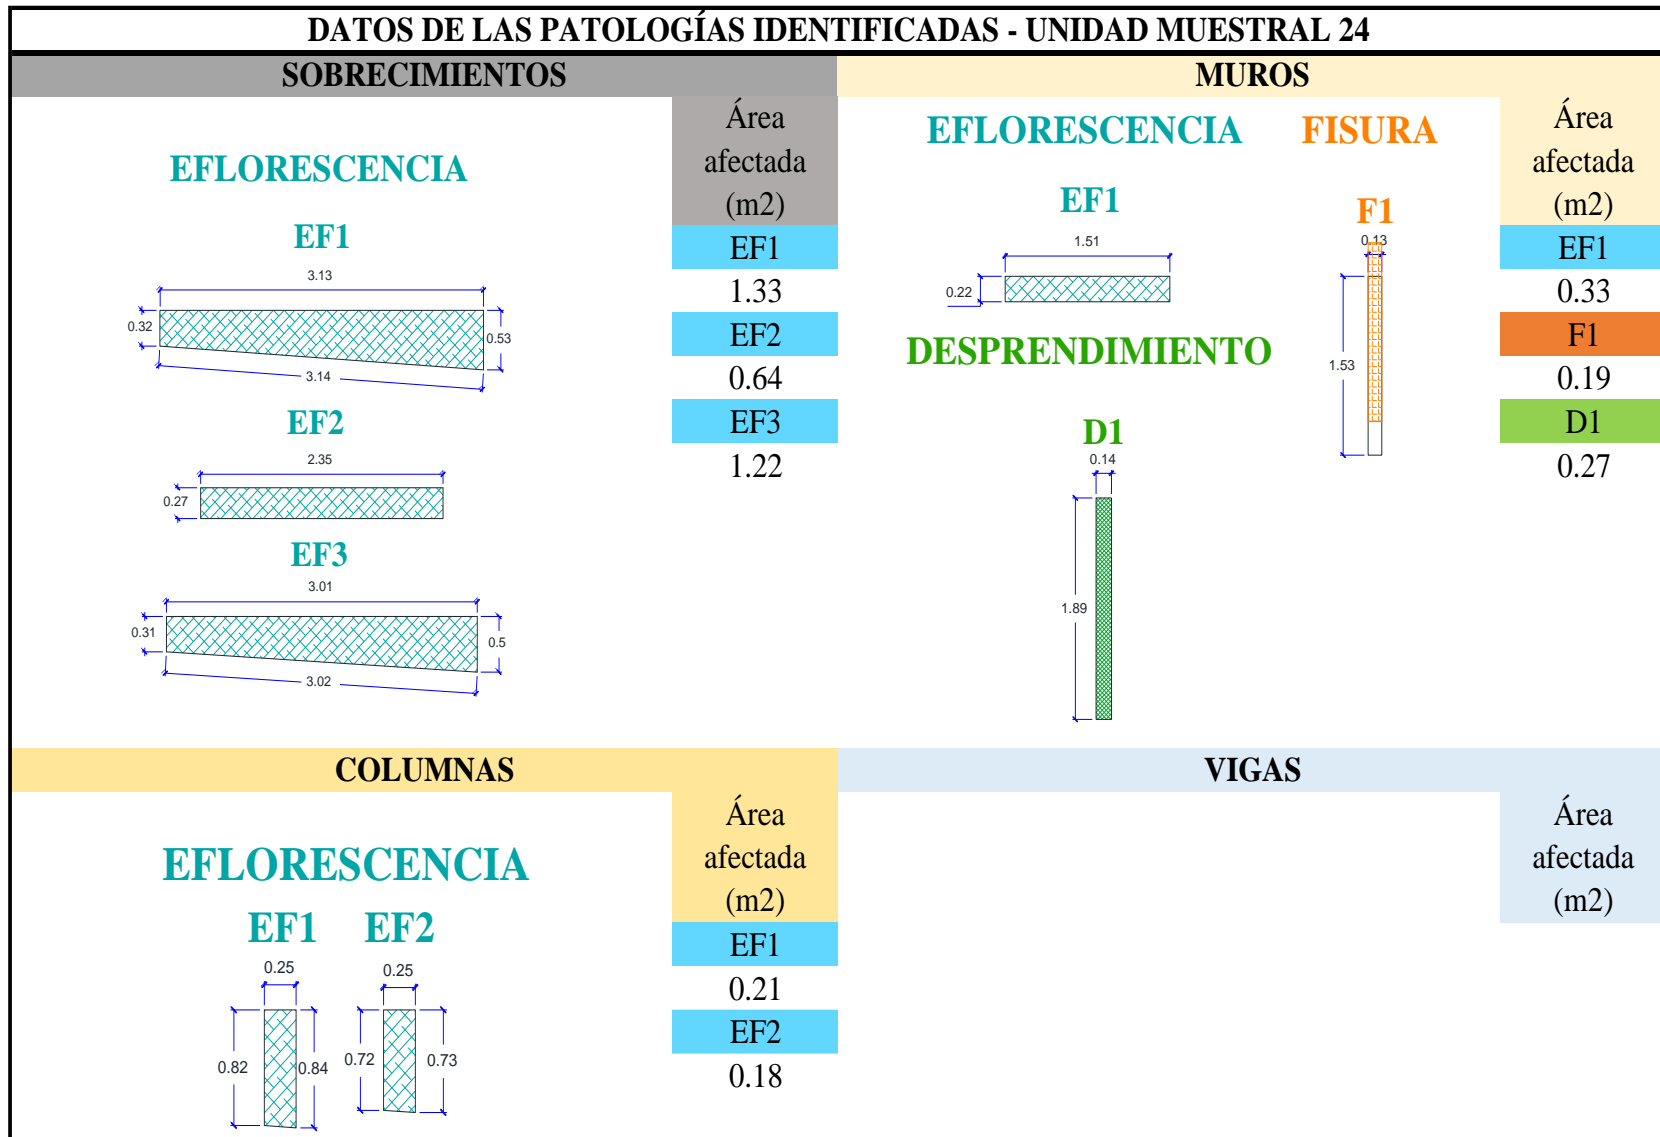 DATOS DE LAS PATOLOGÍAS IDENTIFICADAS - UNIDAD MUESTRAL 24
SOBRECIMIENTOS
EFLORESCENCIA
EF1
3.13
0.32
0.53
3.14
EF2
2.35
0.27
EF3
3.01
0.31
0.5
3.02
Área
afectada
(m2)
EF1
1.33
EF2
0.64
EF3
1.22
MUROS
EFLORESCENCIA
EF1
1.51
0.22
FISURA
F1
0.13
1.53
DESPRENDIMIENTO
D1
0.14
1.89
Área
afectada
(m2)
EF1
0.33
F1
0.19
D1
0.27
COLUMNAS
EFLORESCENCIA
EF1 EF2
0.25 0.25
0.82 0.84 0.72 0.73
Área
afectada
(m2)
EF1
0.21
EF2
0.18
VIGAS
Área
afectada
(m2)